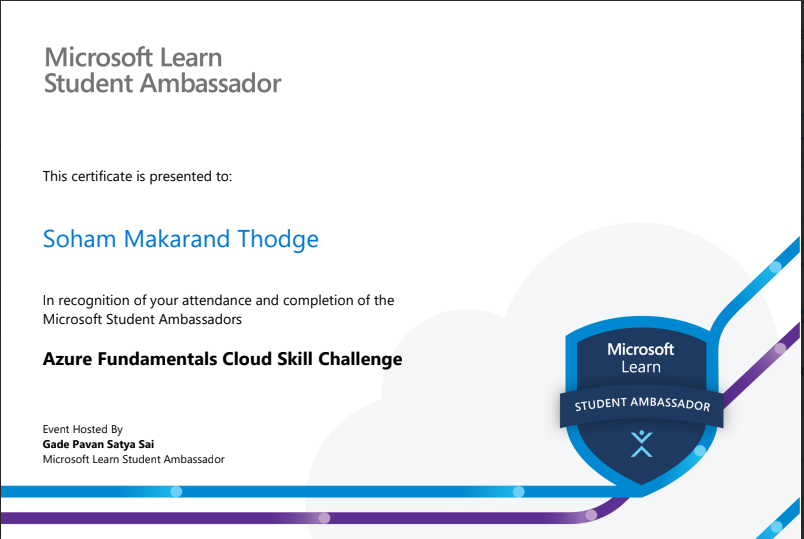 Microsoft Learn
Student Ambassador
This certificate is presented to:
Soham Makarand Thodge
In recognition of your attendance and completion of the
Microsoft Student Ambassadors
Azure Fundamentals Cloud Skill Challenge
Event Hosted By
Gade Pavan Satya Sai
Microsoft Learn Student Ambassador
Microsoft
Learn
STUDENT AMBASSADOR